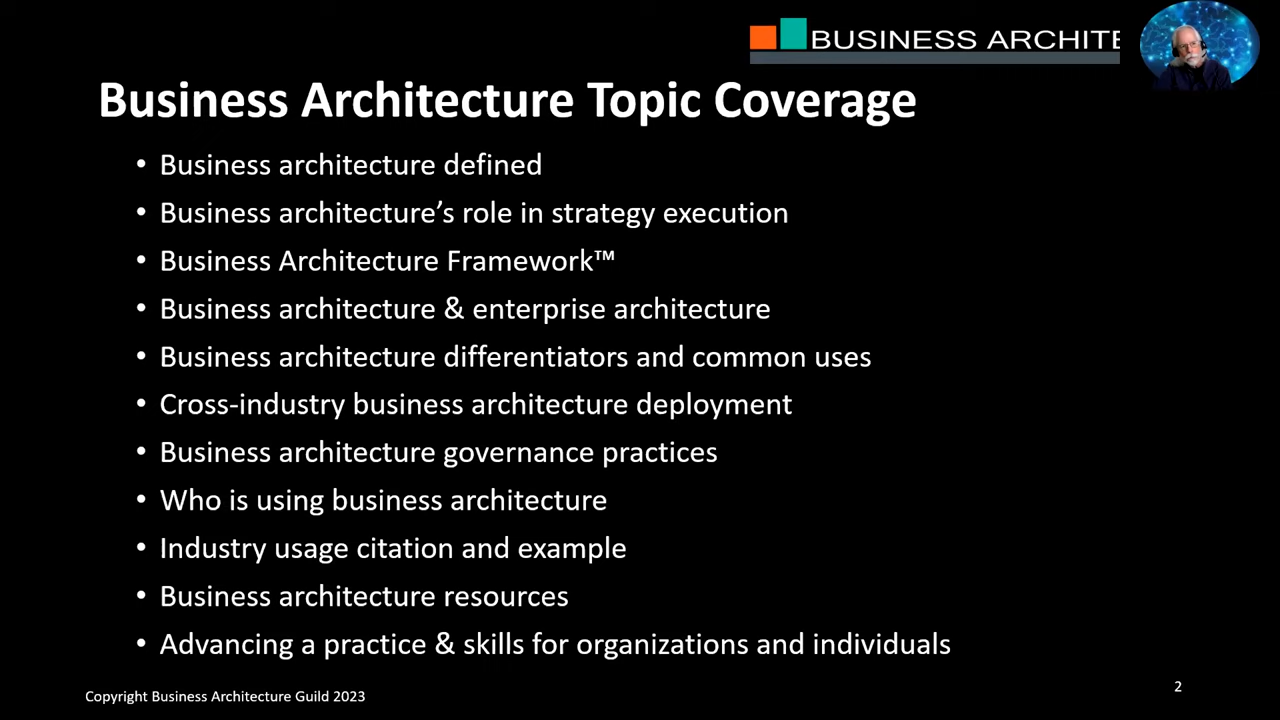 BUSINESS ARCHITE
Business Architecture Topic Coverage
• Business architecture defined
• Business architecture’s role in strategy execution
• Business Architecture Framework™
• Business architecture & enterprise architecture
• Business architecture differentiators and common uses
• Cross-industry business architecture deployment
• Business architecture governance practices
• Who is using business architecture
• Industry usage citation and example
• Business architecture resources
• Advancing a practice & skills for organizations and individuals
Copyright Business Architecture Guild 2023
2